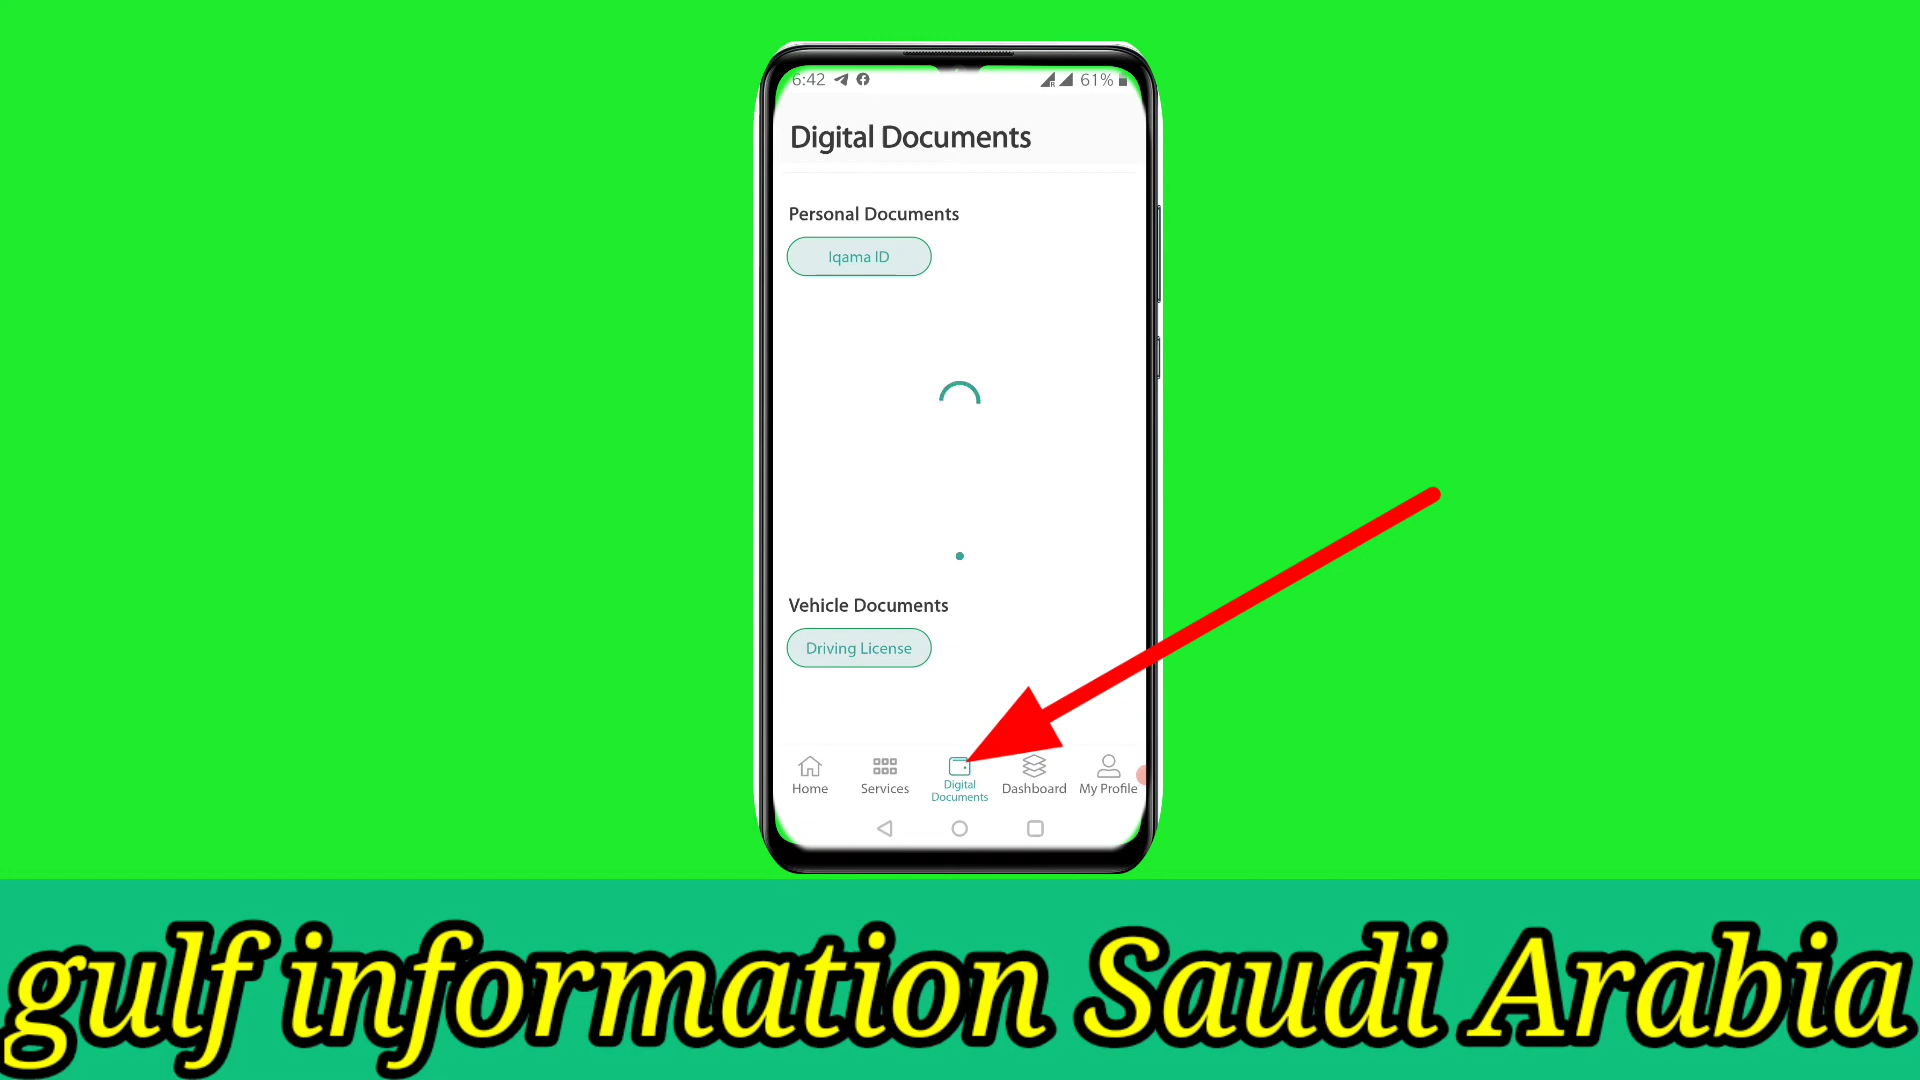 6:42
61%
Digital Documents
Personal Documents
Iqama ID
Vehicle Documents
Driving License
Home
Services
Digital
Documents
Dashboard
My Profile
gulf information Saudi Arabia